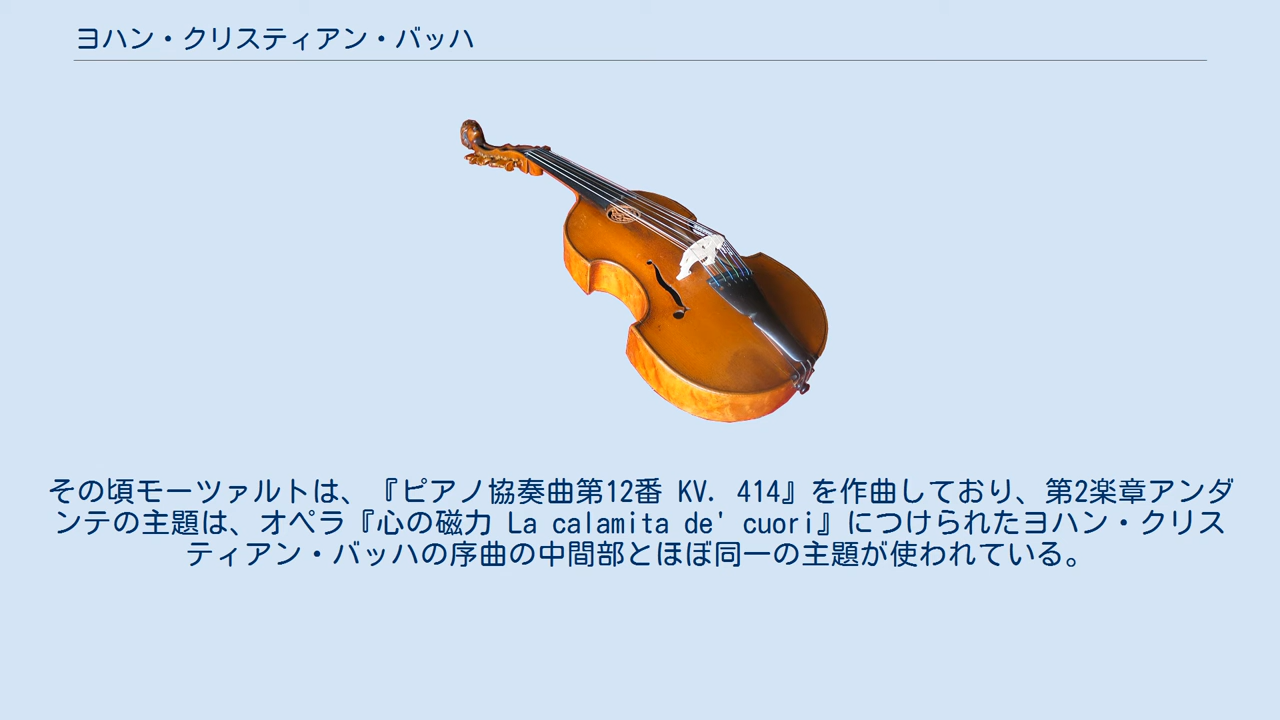 ヨハン・クリスティアン・バッハ
その頃モーツァルトは、『ピアノ協奏曲第12番 KV. 414』を作曲しており、第2楽章アンダ
ンテの主題は、オペラ『心の磁力 La calamita de' cuori』につけられたヨハン・クリス
ティアン・バッハの序曲の中間部とほぼ同一の主題が使われている。